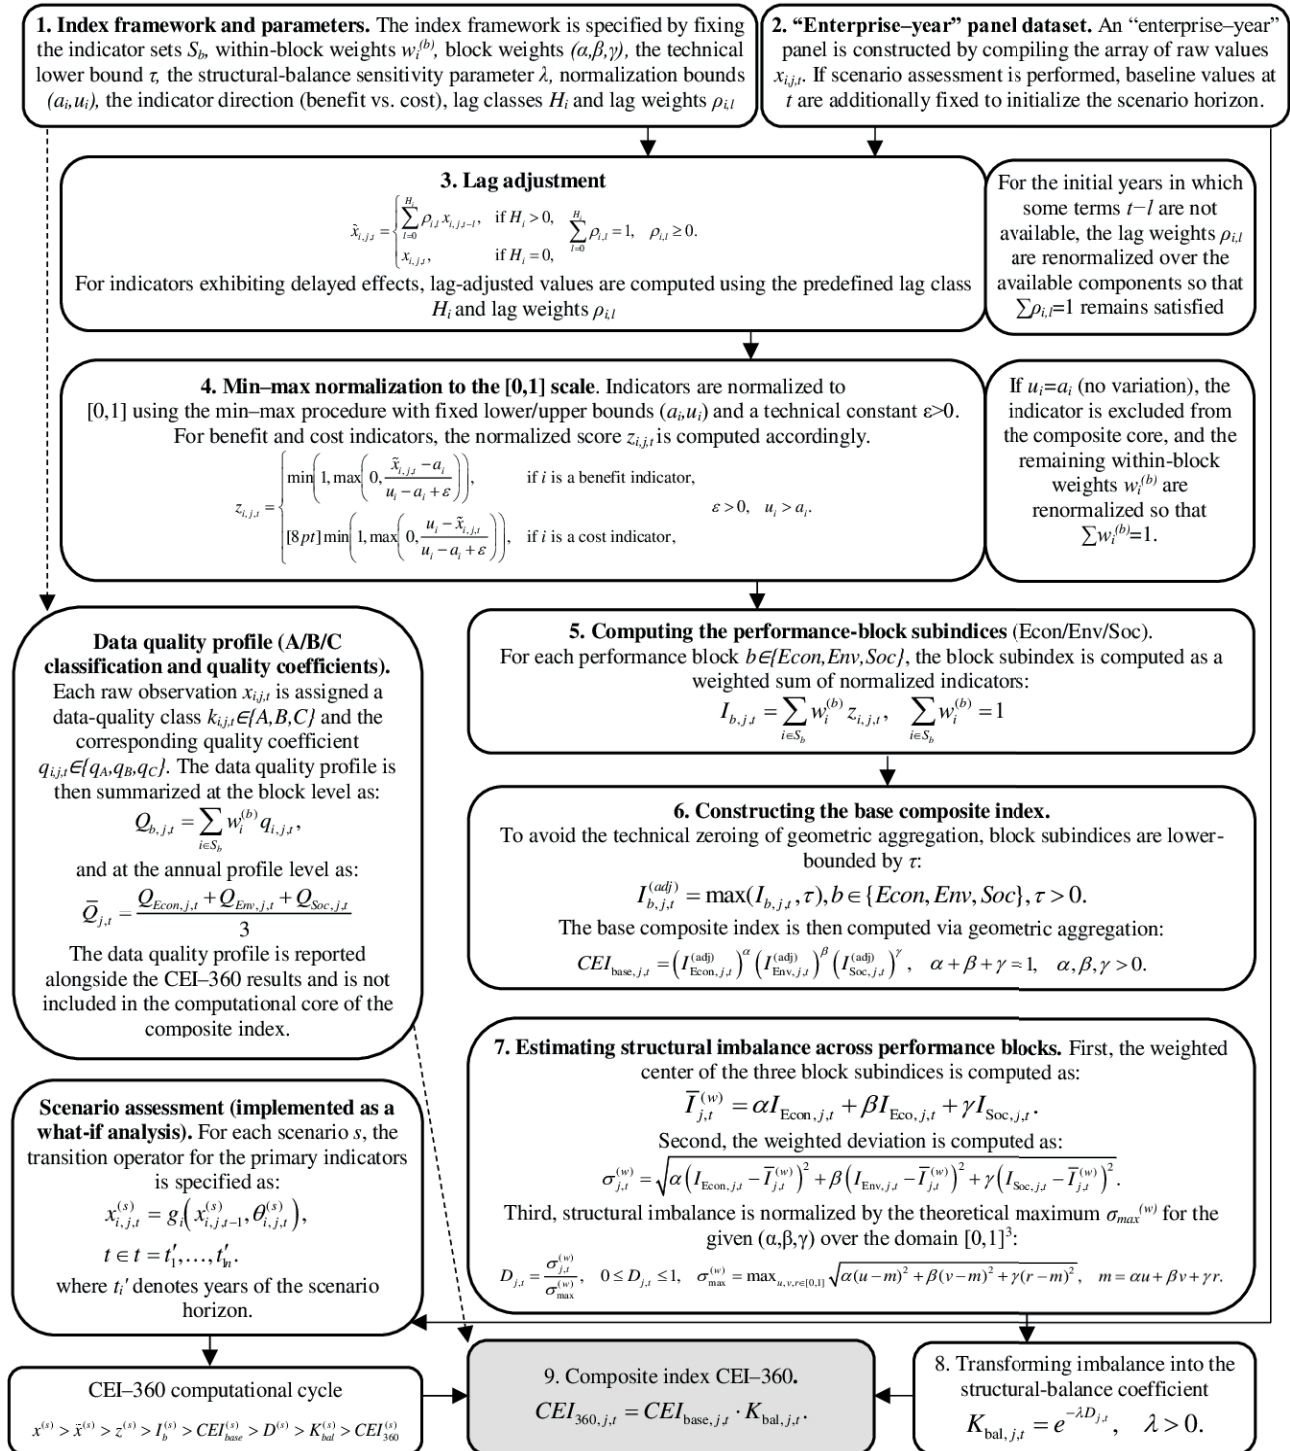 1. Index framework and parameters. The index framework is specified by fixing
the indicator sets S_b, within-block weights w_i^(b), block weights (α,β,γ), the technical
lower bound τ, the structural-balance sensitivity parameter λ, normalization bounds
(a_i,u_i), the indicator direction (benefit vs. cost), lag classes H_i and lag weights ρ_i,l
2. “Enterprise–year” panel dataset. An “enterprise–year”
panel is constructed by compiling the array of raw values
x_i,j,t. If scenario assessment is performed, baseline values at
t are additionally fixed to initialize the scenario horizon.
3. Lag adjustment
x̃_i,j,t = { ∑_{l=0}^{H_i} ρ_i,l x_i,j,t−l, if H_i > 0, ∑_{l=0}^{H_i} ρ_i,l = 1, ρ_i,l ≥ 0.
x_i,j,t, if H_i = 0,
For indicators exhibiting delayed effects, lag-adjusted values are computed using the predefined lag class
H_i and lag weights ρ_i,l
For the initial years in which
some terms t−l are not
available, the lag weights ρ_i,l
are renormalized over the
available components so that
∑ρ_i,l=1 remains satisfied
4. Min–max normalization to the [0,1] scale. Indicators are normalized to
[0,1] using the min–max procedure with fixed lower/upper bounds (a_i,u_i) and a technical constant ε>0.
For benefit and cost indicators, the normalized score z_i,j,t is computed accordingly.
z_i,j,t = { min(1, max(0, (x̃_i,j,t − a_i)/(u_i − a_i + ε))), if i is a benefit indicator,
[8pt] min(1, max(0, (u_i − x̃_i,j,t)/(u_i − a_i + ε))), if i is a cost indicator,
ε > 0, u_i > a_i.
If u_i=a_i (no variation), the
indicator is excluded from
the composite core, and the
remaining within-block
weights w_i^(b) are
renormalized so that
∑w_i^(b)=1.
Data quality profile (A/B/C
classification and quality coefficients).
Each raw observation x_i,j,t is assigned a
data-quality class k_i,j,t∈{A,B,C} and the
corresponding quality coefficient
q_i,j,t∈{q_A,q_B,q_C}. The data quality profile is
then summarized at the block level as:
Q_b,j,t = ∑_{i∈S_b} w_i^(b) q_i,j,t,
and at the annual profile level as:
Q̄_j,t = (Q_Econ,j,t + Q_Env,j,t + Q_Soc,j,t)/3
The data quality profile is reported
alongside the CEI–360 results and is not
included in the computational core of the
composite index.
5. Computing the performance-block subindices (Econ/Env/Soc).
For each performance block b∈{Econ,Env,Soc}, the block subindex is computed as a
weighted sum of normalized indicators:
I_b,j,t = ∑_{i∈S_b} w_i^(b) z_i,j,t, ∑_{i∈S_b} w_i^(b) = 1
6. Constructing the base composite index.
To avoid the technical zeroing of geometric aggregation, block subindices are lower-
bounded by τ:
I_b,j,t^(adj) = max(I_b,j,t, τ), b ∈ {Econ, Env, Soc}, τ > 0.
The base composite index is then computed via geometric aggregation:
CEI_base,j,t = (I_Econ,j,t^(adj))^α (I_Env,j,t^(adj))^β (I_Soc,j,t^(adj))^γ, α + β + γ = 1, α, β, γ > 0.
7. Estimating structural imbalance across performance blocks. First, the weighted
center of the three block subindices is computed as:
Ī_j,t^(w) = αI_Econ,j,t + βI_Eco,j,t + γI_Soc,j,t.
Second, the weighted deviation is computed as:
σ_j,t^(w) = √(α(I_Econ,j,t − Ī_j,t^(w))^2 + β(I_Env,j,t − Ī_j,t^(w))^2 + γ(I_Soc,j,t − Ī_j,t^(w))^2).
Third, structural imbalance is normalized by the theoretical maximum σ_max^(w) for the
given (α,β,γ) over the domain [0,1]^3:
D_j,t = σ_j,t^(w)/σ_max^(w), 0 ≤ D_j,t ≤ 1, σ_max^(w) = max_{u,v,r∈[0,1]} √(α(u − m)^2 + β(v − m)^2 + γ(r − m)^2), m = αu + βv + γr.
Scenario assessment (implemented as a
what-if analysis). For each scenario s, the
transition operator for the primary indicators
is specified as:
x_i,j,t^(s) = g_i(x_i,j,t−1^(s), θ_i,j,t^(s)),
t ∈ t = t′_1,…,t′_m.
where t_i′ denotes years of the scenario
horizon.
CEI–360 computational cycle
x^(s) > x̃^(s) > z^(s) > I_b^(s) > CEI_base^(s) > D^(s) > K_bal^(s) > CEI_360^(s)
9. Composite index CEI–360.
CEI_360,j,t = CEI_base,j,t · K_bal,j,t.
8. Transforming imbalance into the
structural-balance coefficient
K_bal,j,t = e^(−λD_j,t), λ > 0.